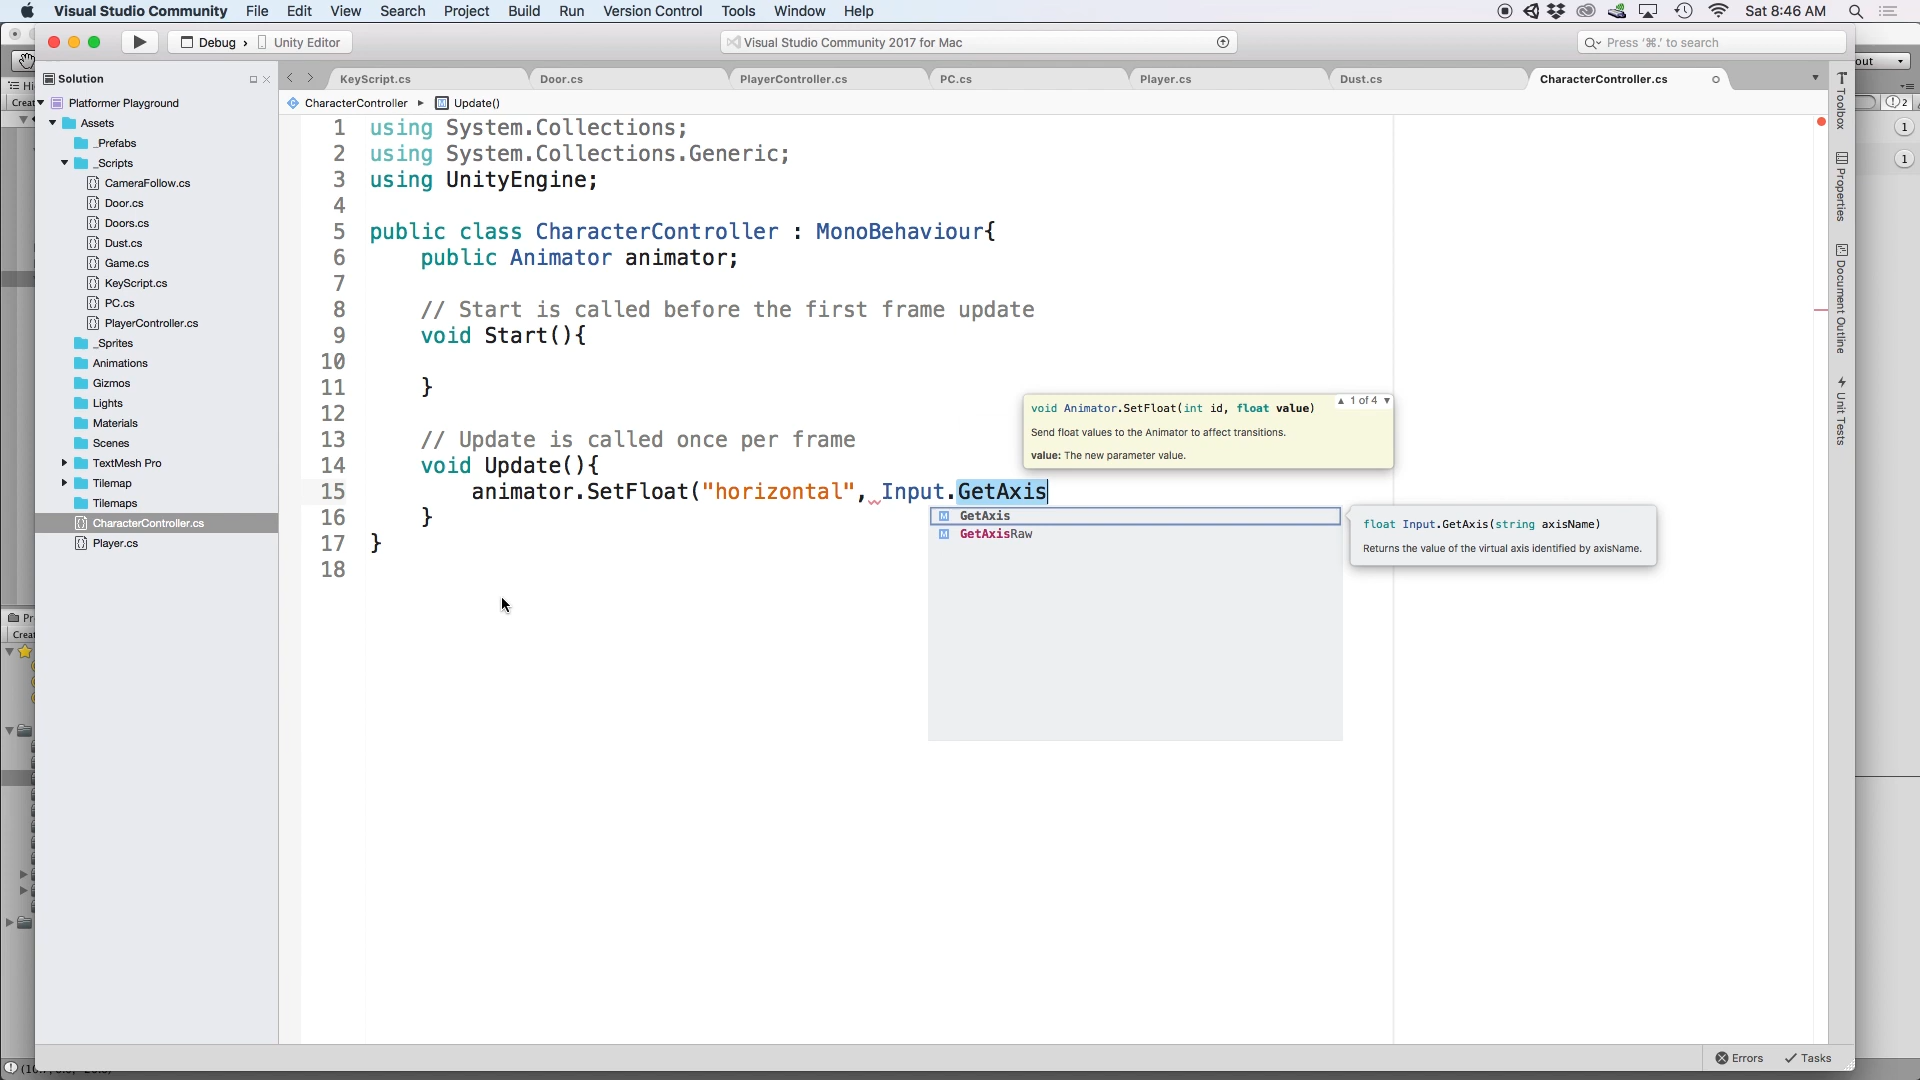 Visual Studio Community File Edit View Search Project Build Run Version Control Tools Window Help Sat 8:46 AM
Debug › Unity Editor
Visual Studio Community 2017 for Mac
Press '⌘.' to search
Solution
KeyScript.cs Door.cs PlayerController.cs PC.cs Player.cs Dust.cs CharacterController.cs
CharacterController ▸ Update()
Platformer Playground
Assets
_Prefabs
_Scripts
CameraFollow.cs
Door.cs
Doors.cs
Dust.cs
Game.cs
KeyScript.cs
PC.cs
PlayerController.cs
_Sprites
Animations
Gizmos
Lights
Materials
Scenes
TextMesh Pro
Tilemap
Tilemaps
CharacterController.cs
Player.cs
1 using System.Collections;
2 using System.Collections.Generic;
3 using UnityEngine;
4
5 public class CharacterController : MonoBehaviour{
6 public Animator animator;
7
8 // Start is called before the first frame update
9 void Start(){
10
11 }
12
13 // Update is called once per frame
14 void Update(){
15 animator.SetFloat("horizontal", Input.GetAxis
16 }
17 }
18
void Animator.SetFloat(int id, float value) ▲ 1 of 4 ▼
Send float values to the Animator to affect transitions.
value: The new parameter value.
GetAxis
GetAxisRaw
float Input.GetAxis(string axisName)
Returns the value of the virtual axis identified by axisName.
Toolbox
Properties
Document Outline
Unit Tests
Errors Tasks
out
2
1
1
Hi
Creat
Pr
Creat